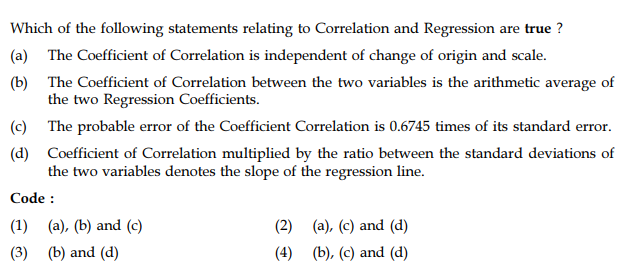 Which of the following statements relating to Correlation and Regression are true ?
(a) The Coefficient of Correlation is independent of change of origin and scale.
(b) The Coefficient of Correlation between the two variables is the arithmetic average of
the two Regression Coefficients.
(c) The probable error of the Coefficient Correlation is 0.6745 times of its standard error.
(d) Coefficient of Correlation multiplied by the ratio between the standard deviations of
the two variables denotes the slope of the regression line.
Code :
(1) (a), (b) and (c) (2) (a), (c) and (d)
(3) (b) and (d) (4) (b), (c) and (d)